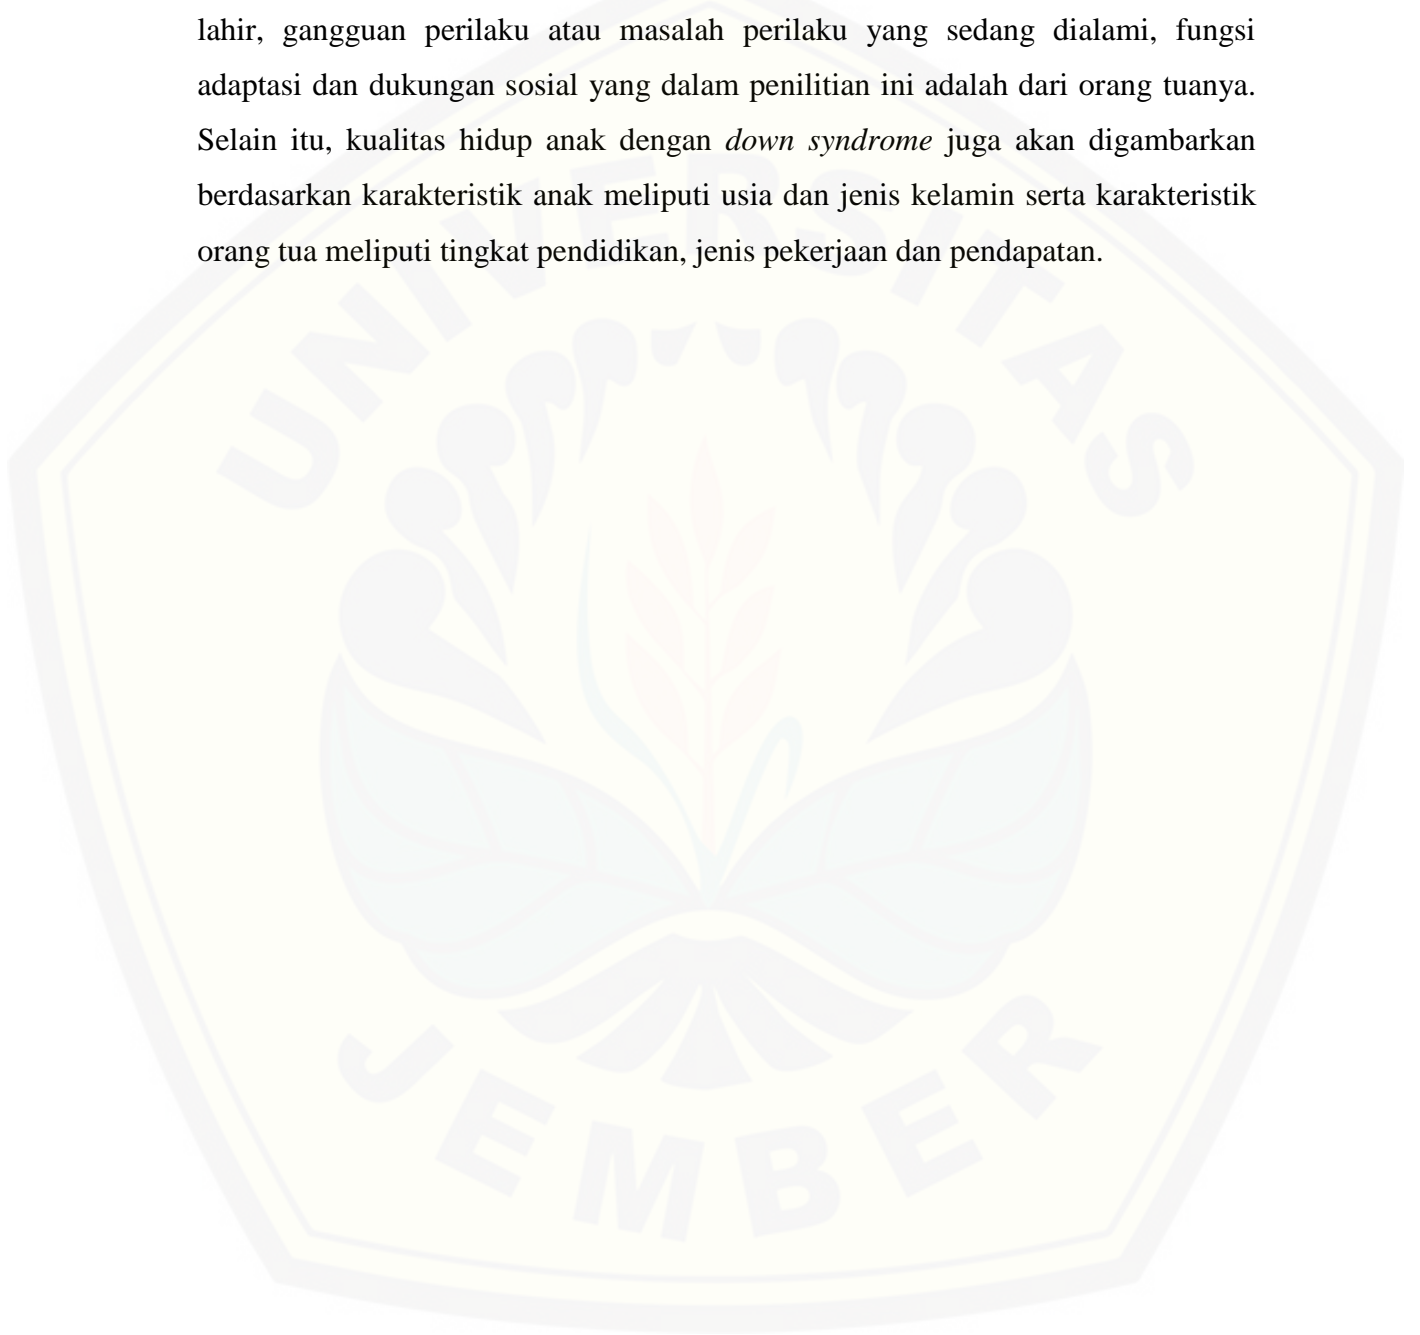 lahir, gangguan perilaku atau masalah perilaku yang sedang dialami, fungsi
adaptasi dan dukungan sosial yang dalam penilitian ini adalah dari orang tuanya.
Selain itu, kualitas hidup anak dengan down syndrome juga akan digambarkan
berdasarkan karakteristik anak meliputi usia dan jenis kelamin serta karakteristik
orang tua meliputi tingkat pendidikan, jenis pekerjaan dan pendapatan.
UNIVERSITAS
JEMBER